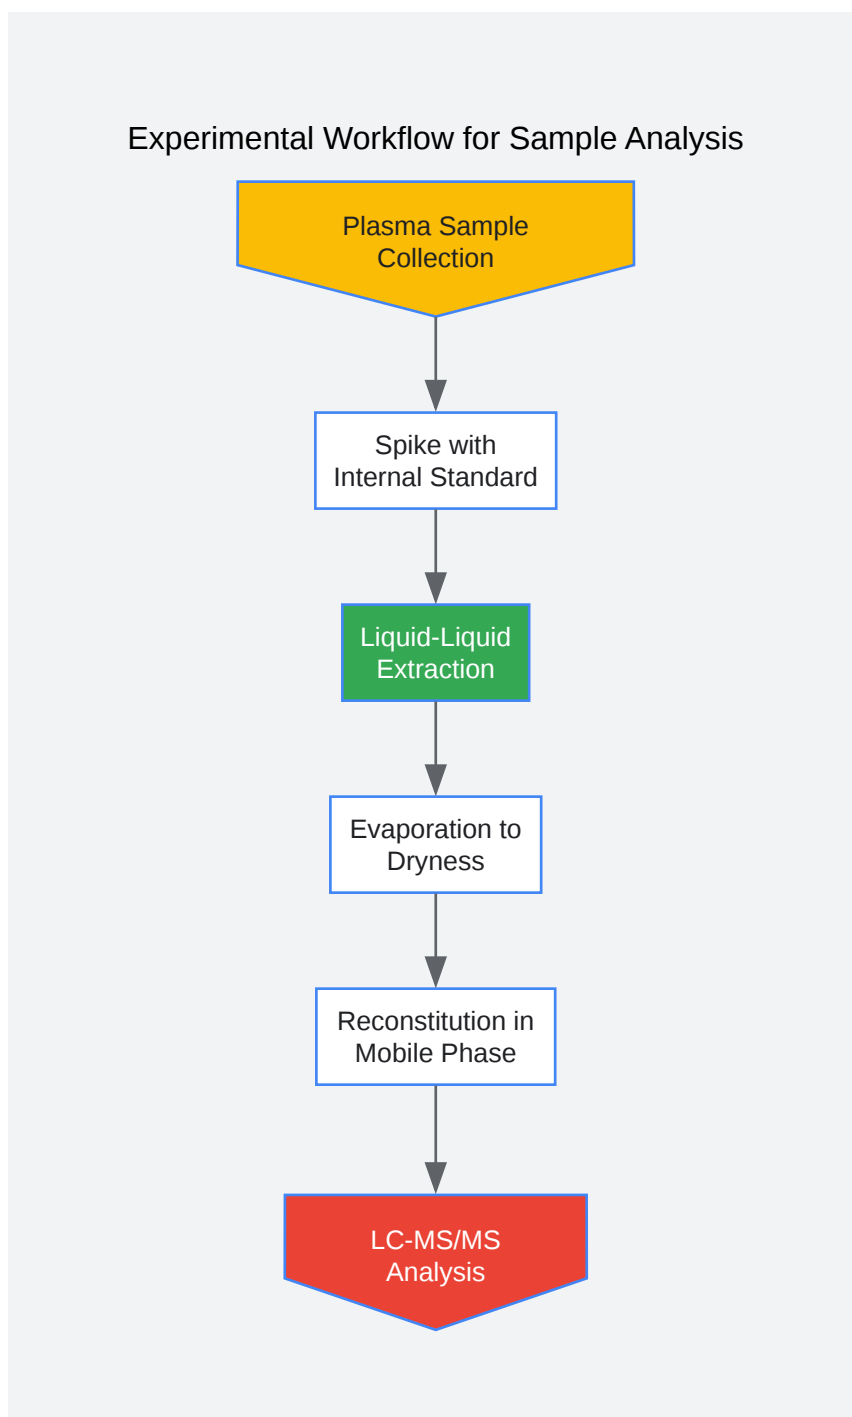 Experimental Workflow for Sample Analysis
Plasma Sample
Collection
Spike with
Internal Standard
Liquid-Liquid
Extraction
Evaporation to
Dryness
Reconstitution in
Mobile Phase
LC-MS/MS
Analysis